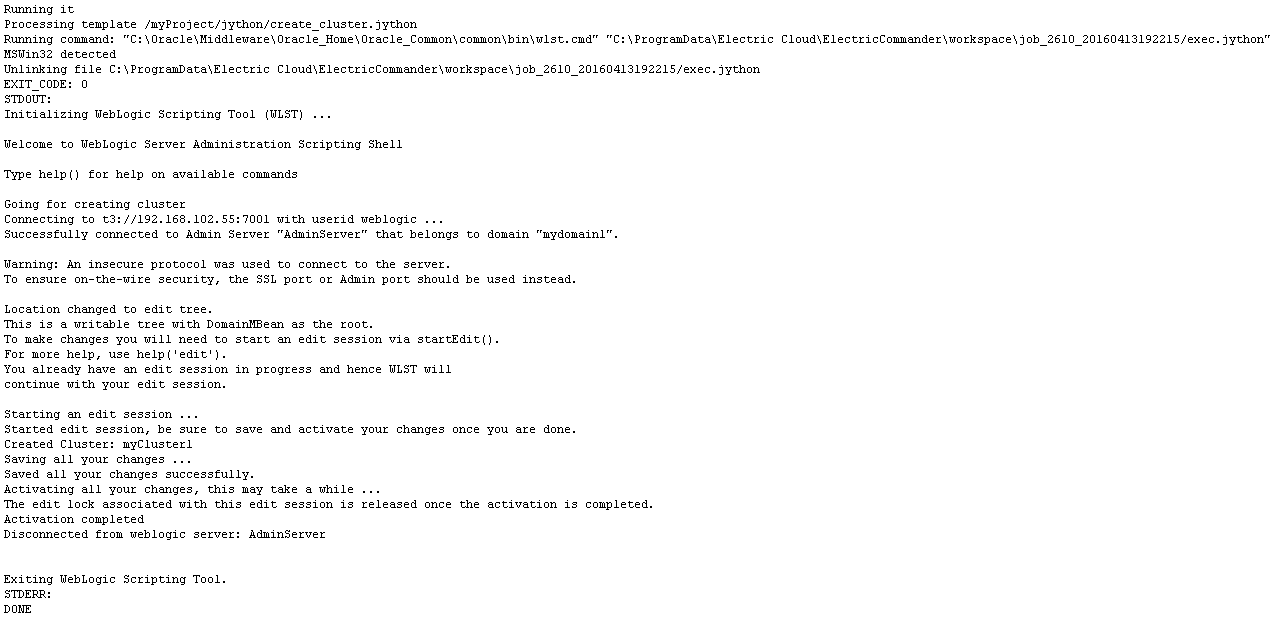 Running it
Processing template /myProject/jython/create_cluster.jython
Running command: "C:\Oracle\Middleware\Oracle_Home\Oracle_Common\common\bin\wlst.cmd" "C:\ProgramData\Electric Cloud\ElectricCommander\workspace\job_2610_20160413192215/exec.jython"
MSWin32 detected
Unlinking file C:\ProgramData\Electric Cloud\ElectricCommander\workspace\job_2610_20160413192215/exec.jython
EXIT_CODE: 0
STDOUT:
Initializing WebLogic Scripting Tool (WLST) ...
Welcome to WebLogic Server Administration Scripting Shell
Type help() for help on available commands
Going for creating cluster
Connecting to t3://192.168.102.55:7001 with userid weblogic ...
Successfully connected to Admin Server "AdminServer" that belongs to domain "mydomain1".
Warning: An insecure protocol was used to connect to the server.
To ensure on-the-wire security, the SSL port or Admin port should be used instead.
Location changed to edit tree.
This is a writable tree with DomainMBean as the root.
To make changes you will need to start an edit session via startEdit().
For more help, use help('edit').
You already have an edit session in progress and hence WLST will
continue with your edit session.
Starting an edit session ...
Started edit session, be sure to save and activate your changes once you are done.
Created Cluster: myCluster1
Saving all your changes ...
Saved all your changes successfully.
Activating all your changes, this may take a while ...
The edit lock associated with this edit session is released once the activation is completed.
Activation completed
Disconnected from weblogic server: AdminServer
Exiting WebLogic Scripting Tool.
STDERR:
DONE